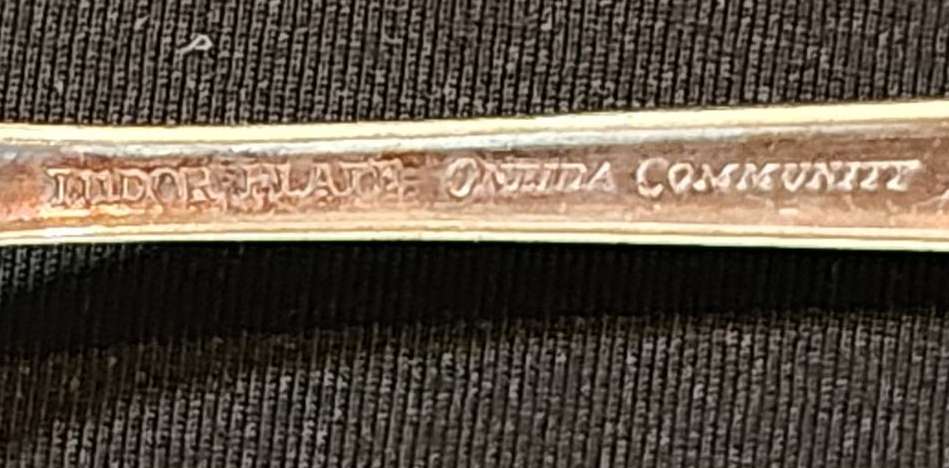 TUDOR PLATE ONEIDA COMMUNITY